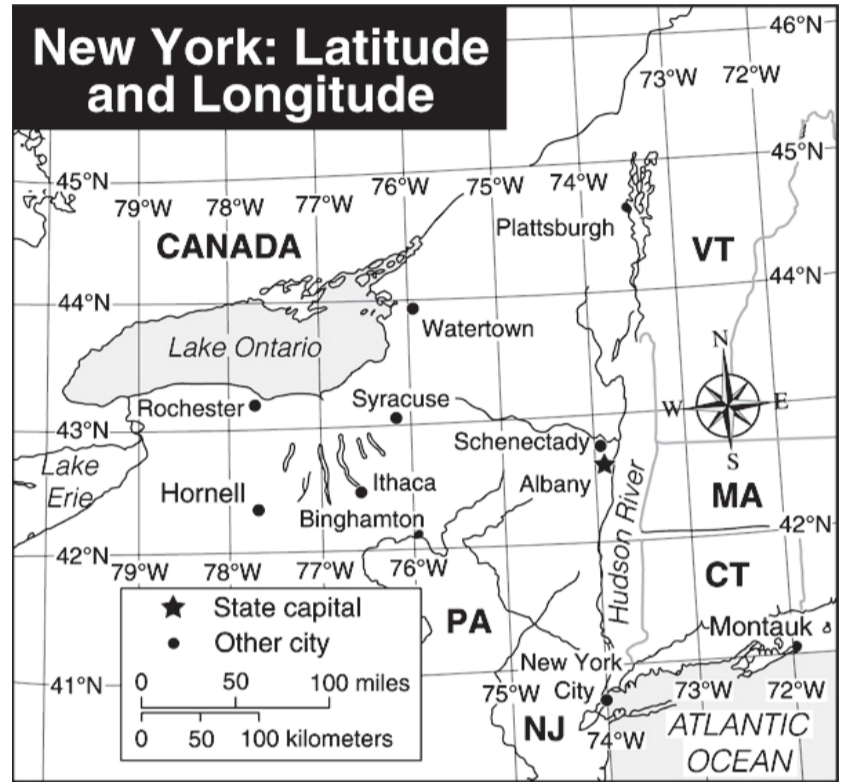 New York: Latitude
and Longitude
46°N
73°W 72°W
45°N
45°N
76°W 75°W 74°W
79°W 78°W 77°W
Plattsburgh
CANADA
VT
44°N
44°N
Watertown
Lake Ontario
N
W E
S
Rochester
Syracuse
43°N
Schenectady
Lake
Erie
Hornell
Ithaca
Albany
Hudson River
MA
Binghamton
42°N
42°N
79°W 78°W 77°W 76°W
CT
State capital
Other city
PA
Montauk
0 50 100 miles
0 50 100 kilometers
41°N
New York
City
75°W
73°W 72°W
NJ
74°W
ATLANTIC
OCEAN